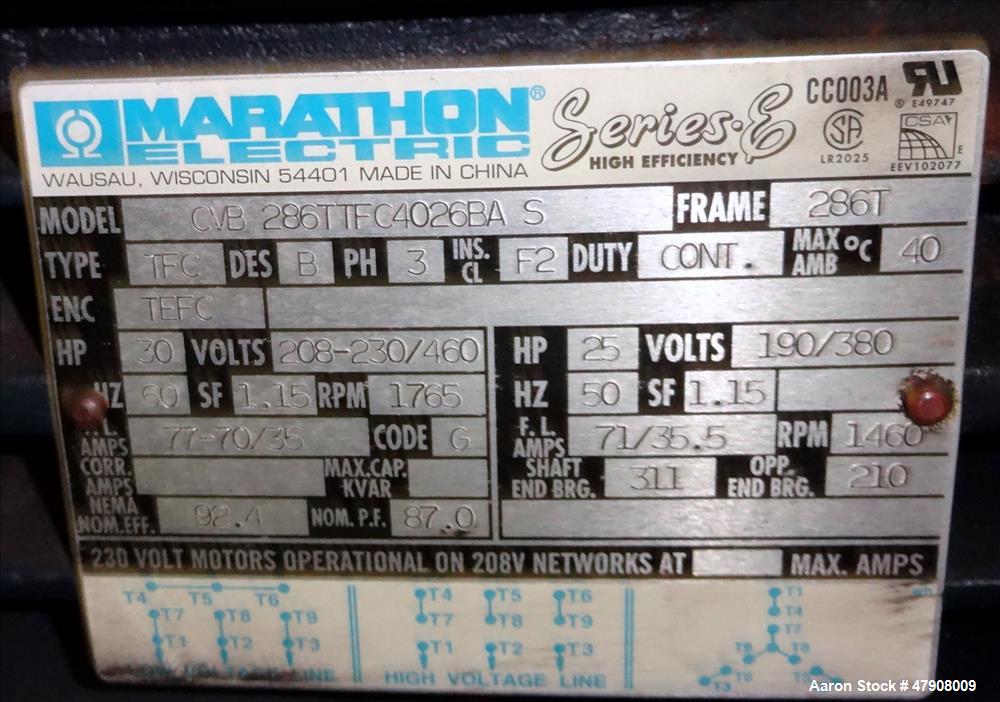 MARATHON® Series·E CC003A
ELECTRIC HIGH EFFICIENCY ® E49747
WAUSAU, WISCONSIN 54401 MADE IN CHINA LR2025 CSA E EEV102077
MODEL CVB 286TTFC4026BA S FRAME 286T
TYPE TFC DES B PH 3 INS. CL F2 DUTY CONT. MAX AMB °C 40
ENC TEFC
HP 30 VOLTS 208-230/460
HZ 60 SF 1.15 RPM 1765
F.L. AMPS 77-70/35 CODE G
CORR. AMPS MAX.CAP. KVAR
NEMA NOM.EFF. 92.4 NOM. P.F. 87.0
HP 25 VOLTS 190/380
HZ 50 SF 1.15
F.L. AMPS 71/35.5 RPM 1460
SHAFT END BRG. 311 OPP. END BRG. 210
230 VOLT MOTORS OPERATIONAL ON 208V NETWORKS AT MAX. AMPS
T4 T5 T6
T7 T8 T9
T1 T2 T3
LOW VOLTAGE LINE
T4 T5 T6
T7 T8 T9
T1 T2 T3
HIGH VOLTAGE LINE
T1
T4
T7
T9 T8
T6 T5
T3
Aaron Stock # 47908009